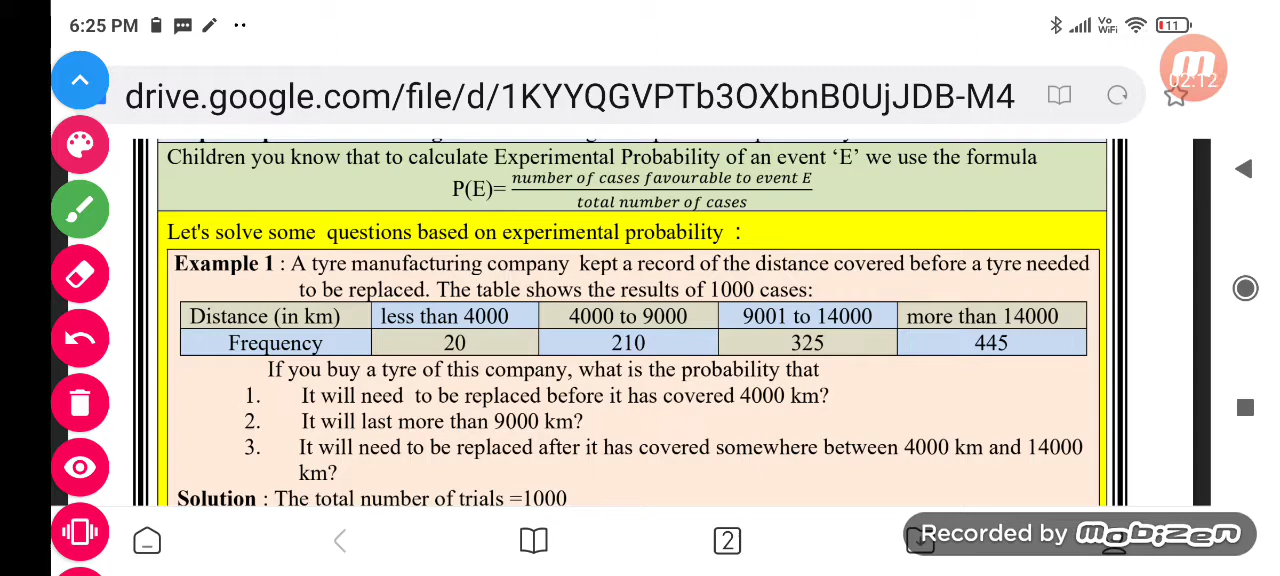 6:25 PM
Vo
WiFi
11
02:12
drive.google.com/file/d/1KYYQGVPTb3OXbnB0UjJDB-M4
Children you know that to calculate Experimental Probability of an event ‘E’ we use the formula
P(E)= number of cases favourable to event E
total number of cases
Let's solve some questions based on experimental probability :
Example 1 : A tyre manufacturing company kept a record of the distance covered before a tyre needed
to be replaced. The table shows the results of 1000 cases:
Distance (in km) less than 4000 4000 to 9000 9001 to 14000 more than 14000
Frequency 20 210 325 445
If you buy a tyre of this company, what is the probability that
1. It will need to be replaced before it has covered 4000 km?
2. It will last more than 9000 km?
3. It will need to be replaced after it has covered somewhere between 4000 km and 14000
km?
Solution : The total number of trials =1000
2
Recorded by mobizen